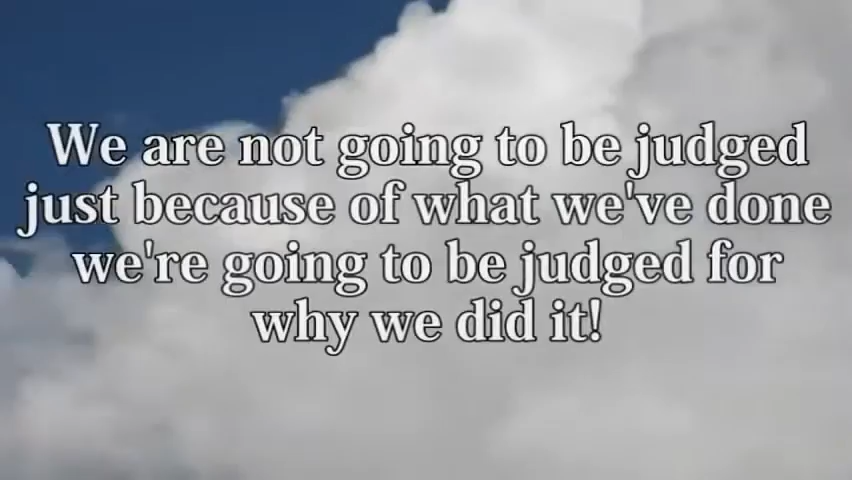 We are not going to be judged
just because of what we've done
we're going to be judged for
why we did it!